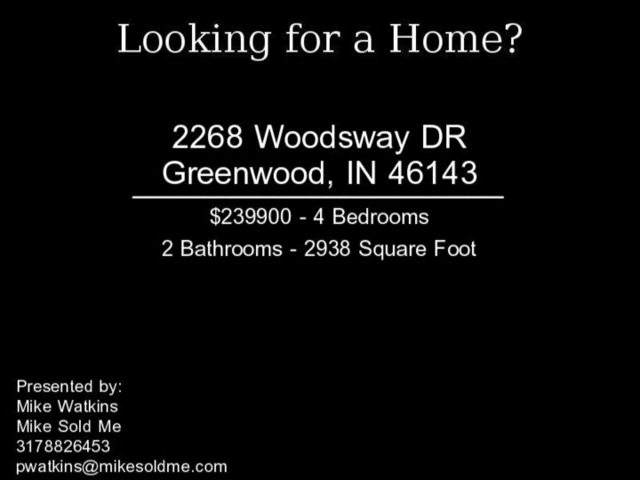 Looking for a Home?
2268 Woodsway DR
Greenwood, IN 46143
$239900 - 4 Bedrooms
2 Bathrooms - 2938 Square Foot
Presented by:
Mike Watkins
Mike Sold Me
3178826453
pwatkins@mikesoldme.com